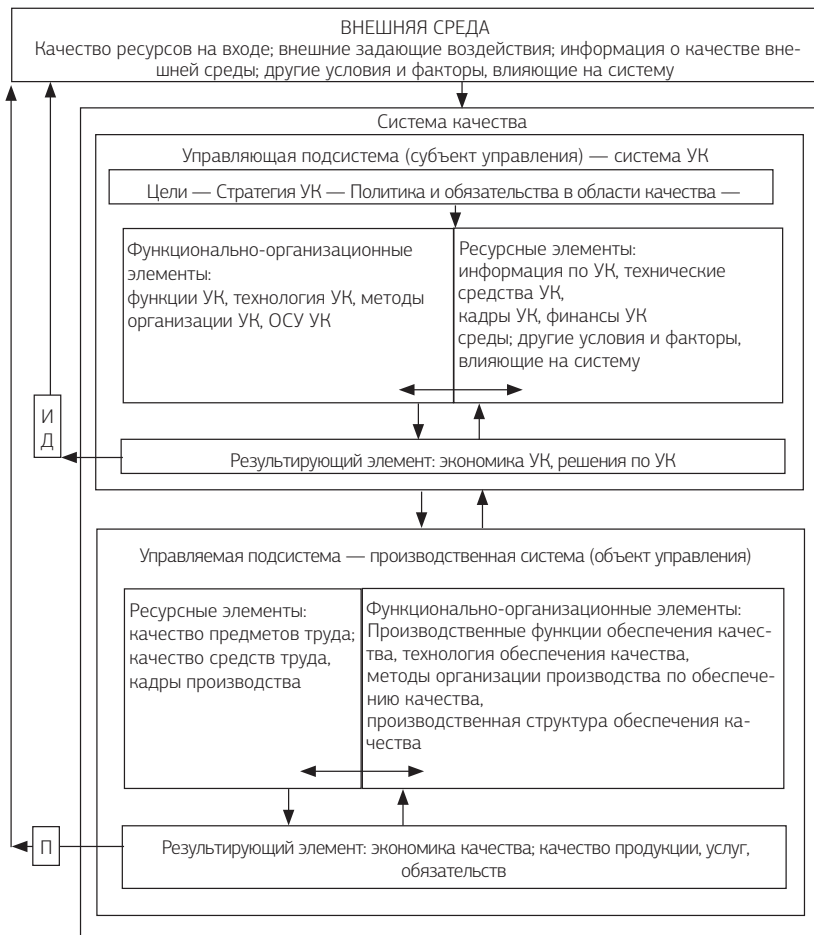 ВНЕШНЯЯ СРЕДА
Качество ресурсов на входе; внешние задающие воздействия; информация о качестве вне-
шней среды; другие условия и факторы, влияющие на систему
Система качества
Управляющая подсистема (субъект управления) — система УК
Цели — Стратегия УК — Политика и обязательства в области качества —
Функционально-организационные
элементы:
функции УК, технология УК, методы
организации УК, ОСУ УК
Ресурсные элементы:
информация по УК, технические
средства УК,
кадры УК, финансы УК
среды; другие условия и факторы,
влияющие на систему
И
Д
Результирующий элемент: экономика УК, решения по УК
Управляемая подсистема — производственная система (объект управления)
Ресурсные элементы:
качество предметов труда;
качество средств труда,
кадры производства
Функционально-организационные элементы:
Производственные функции обеспечения качес-
тва, технология обеспечения качества,
методы организации производства по обеспече-
нию качества,
производственная структура обеспечения ка-
чества
П
Результирующий элемент: экономика качества; качество продукции, услуг,
обязательств